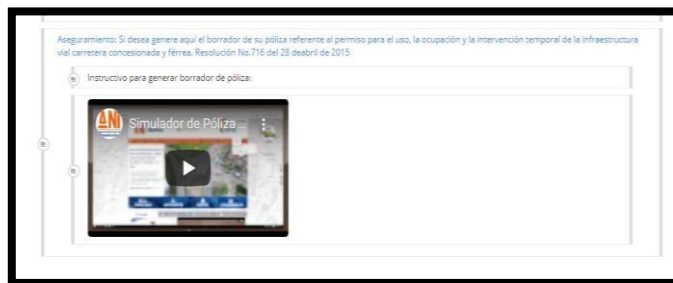 Aseguramiento: Si desea genere aquí el borrador de su póliza referente al permiso para el uso, la ocupación y la intervención temporal de la infraestructura
vial carretera concesionada y férrea. Resolución No.716 del 28 deabril de 2015
Instructivo para generar borrador de póliza:
ANI Simulador de Póliza ...